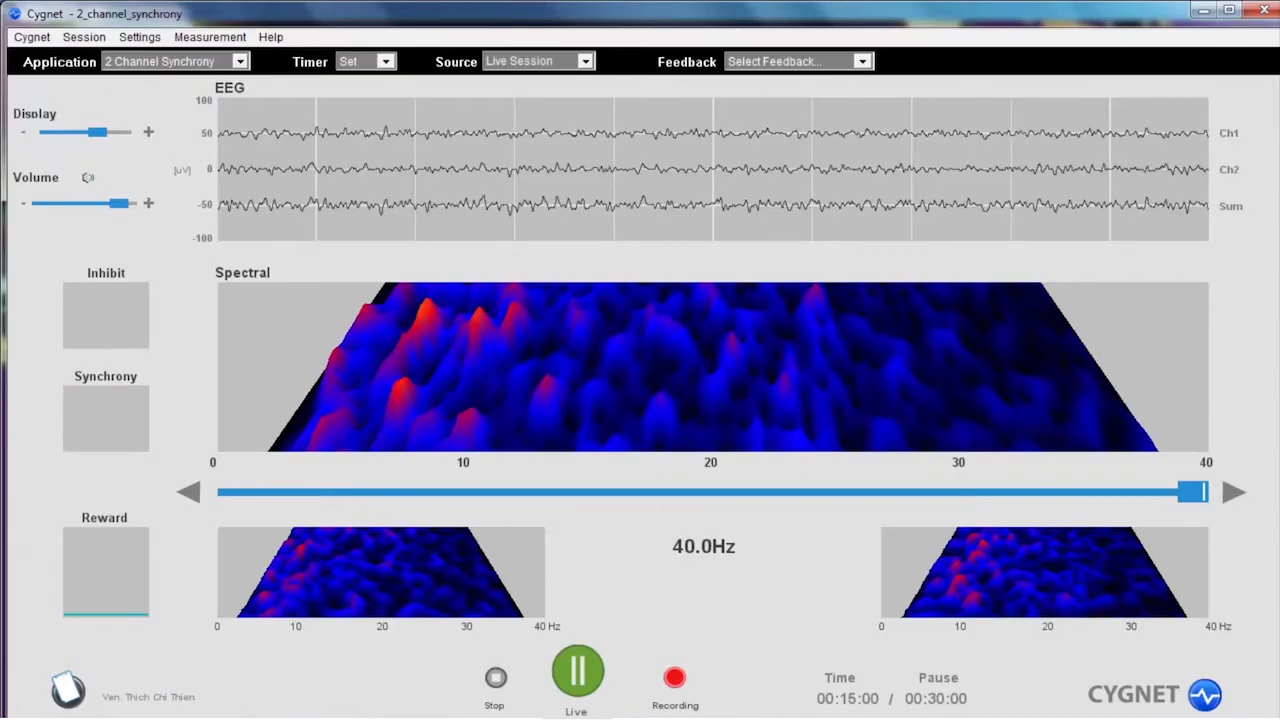 Cygnet - 2_channel_synchrony
Cygnet Session Settings Measurement Help
Application 2 Channel Synchrony Timer Set Source Live Session Feedback Select Feedback...
EEG
Display
- +
Volume
- +
100
50
[uV] 0
-50
-100
Ch1
Ch2
Sum
Inhibit
Synchrony
Reward
Spectral
0 10 20 30 40
40.0Hz
0 10 20 30 40 Hz
0 10 20 30 40 Hz
Ven. Thich Chi Thien
Stop
Live
Recording
Time Pause
00:15:00 / 00:30:00
CYGNET